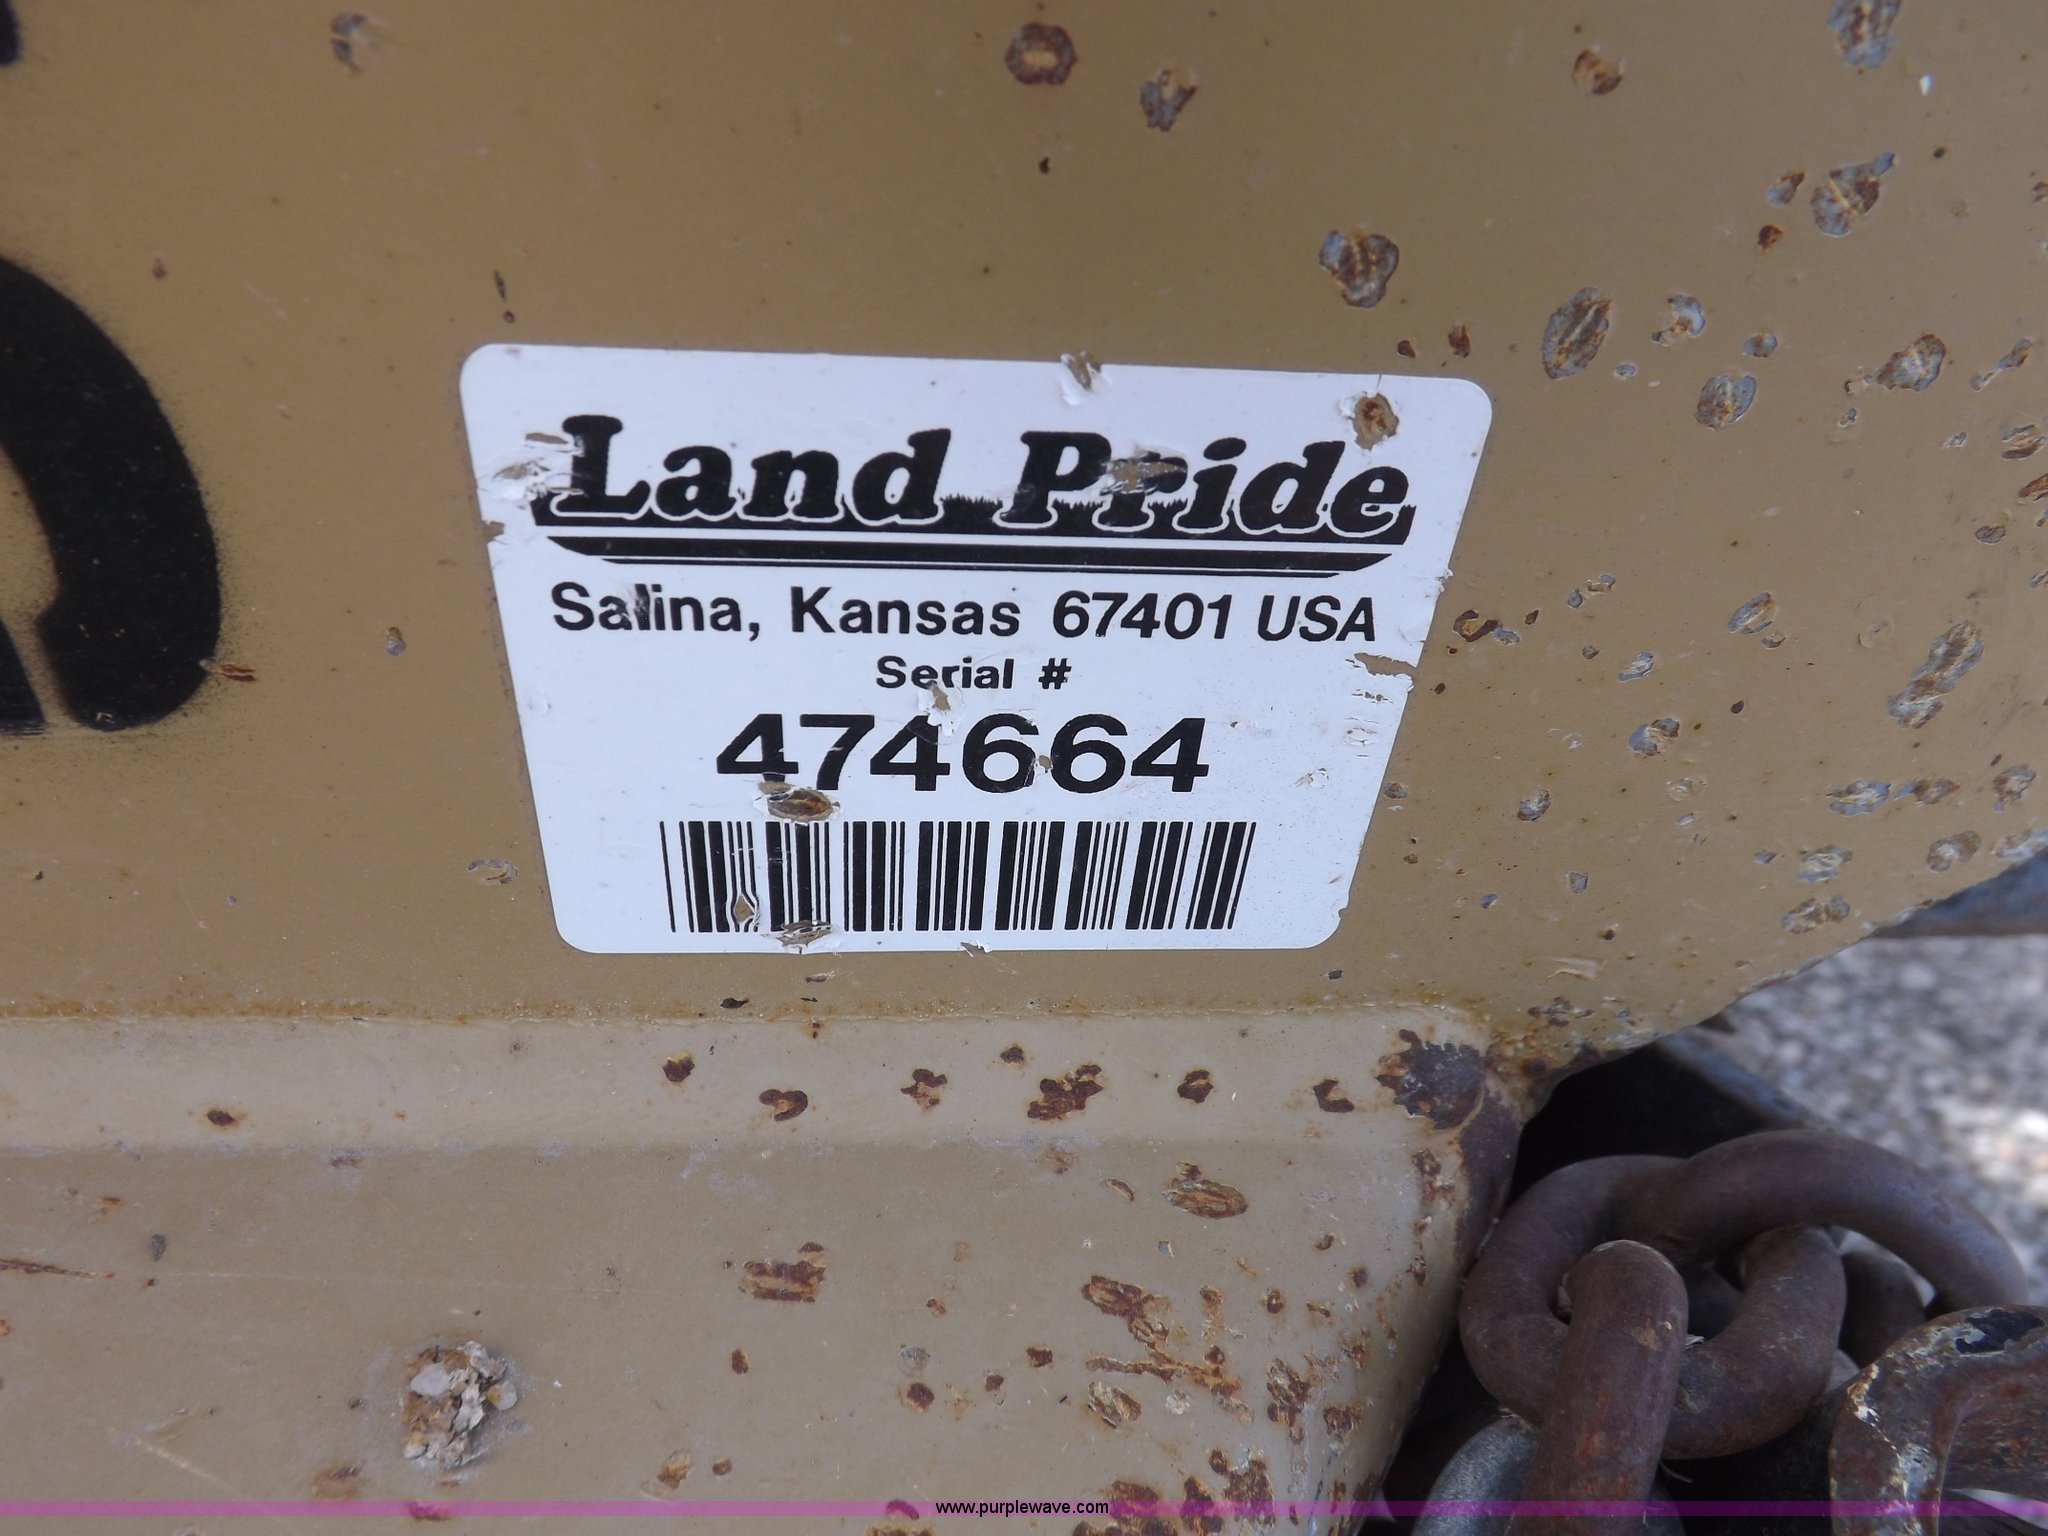 Land Pride
Salina, Kansas 67401 USA
Serial #
474664
www.purplewave.com